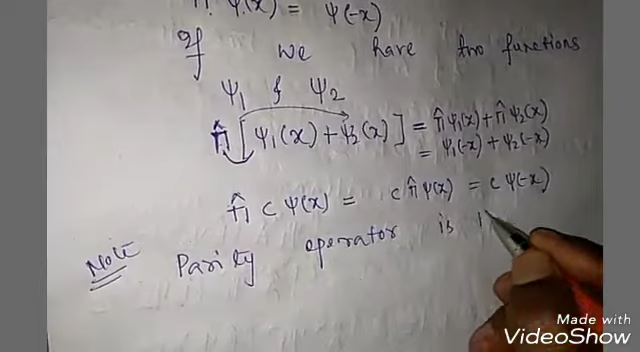 π̂ ψ(x) = ψ(-x)
If we have two functions
ψ₁ & ψ₂
π̂ [ψ₁(x) + ψ₂(x)] = π̂ ψ₁(x) + π̂ ψ₂(x)
= ψ₁(-x) + ψ₂(-x)
π̂ c ψ(x) = c π̂ ψ(x) = c ψ(-x)
Note Parity operator is
Made with
VideoShow